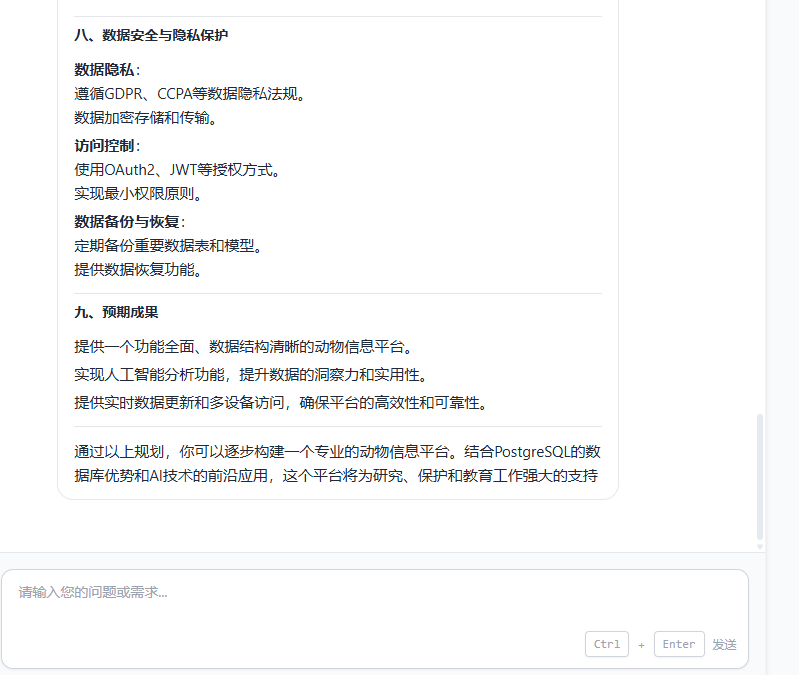 八、数据安全与隐私保护
数据隐私：
遵循GDPR、CCPA等数据隐私法规。
数据加密存储和传输。
访问控制：
使用OAuth2、JWT等授权方式。
实现最小权限原则。
数据备份与恢复：
定期备份重要数据表和模型。
提供数据恢复功能。
九、预期成果
提供一个功能全面、数据结构清晰的动物信息平台。
实现人工智能分析功能，提升数据的洞察力和实用性。
提供实时数据更新和多设备访问，确保平台的高效性和可靠性。
通过以上规划，你可以逐步构建一个专业的动物信息平台。结合PostgreSQL的数
据库优势和AI技术的前沿应用，这个平台将为研究、保护和教育工作强大的支持
请输入您的问题或需求...
Ctrl + Enter 发送